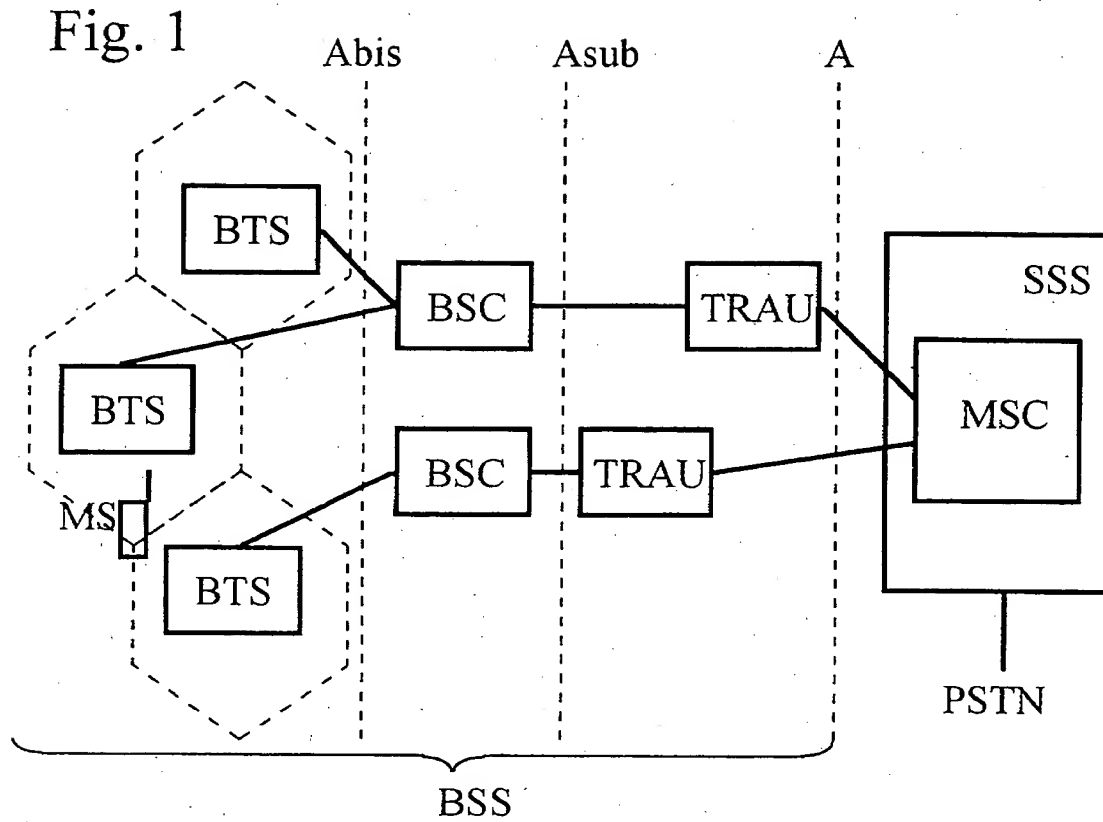 Fig. 1
Abis
Asub
A
BTS
BSC
TRAU
SSS
BTS
MSC
BSC
TRAU
MS
BTS
PSTN
BSS